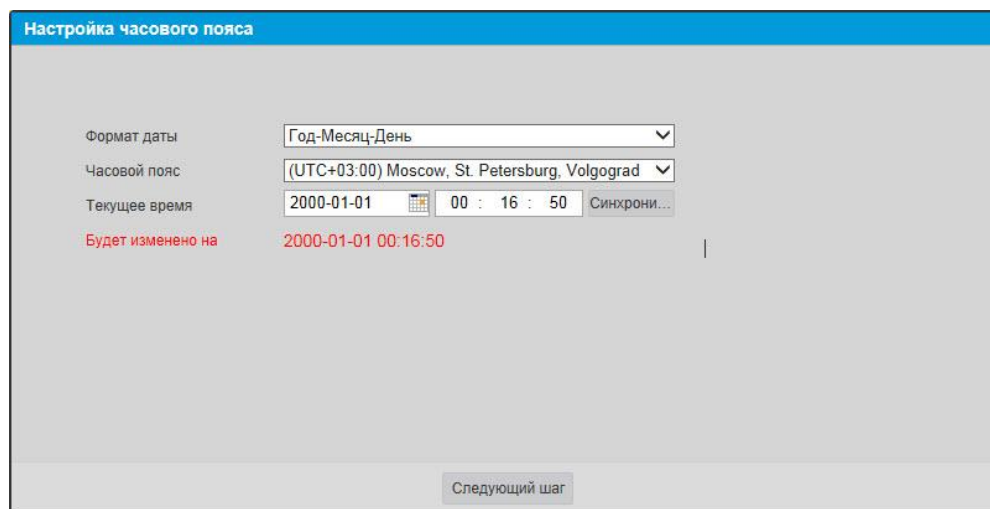 Настройка часового пояса
Формат даты Год-Месяц-День
Часовой пояс (UTC+03:00) Moscow, St. Petersburg, Volgograd
Текущее время 2000-01-01 00 : 16 : 50 Синхрони...
Будет изменено на 2000-01-01 00:16:50
Следующий шаг